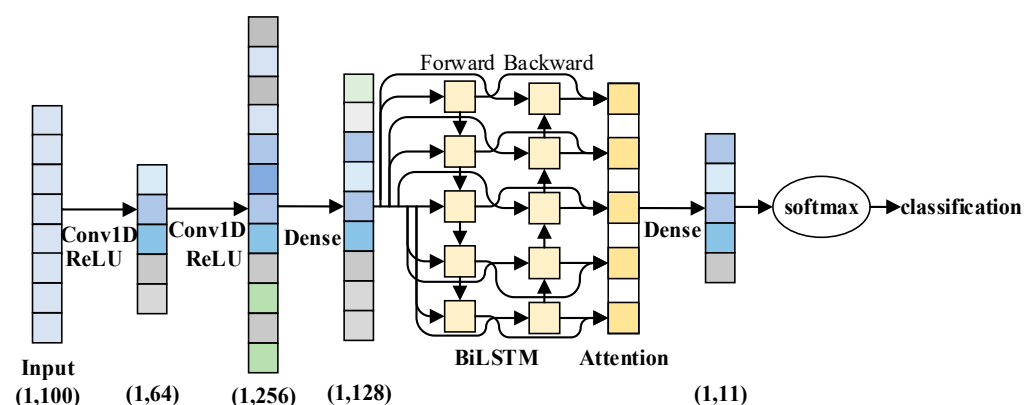 Forward Backward
Conv1D
ReLU
Conv1D
ReLU
Dense
Dense
softmax
classification
Input
(1,100)
(1,64)
(1,256)
(1,128)
BiLSTM
Attention
(1,11)